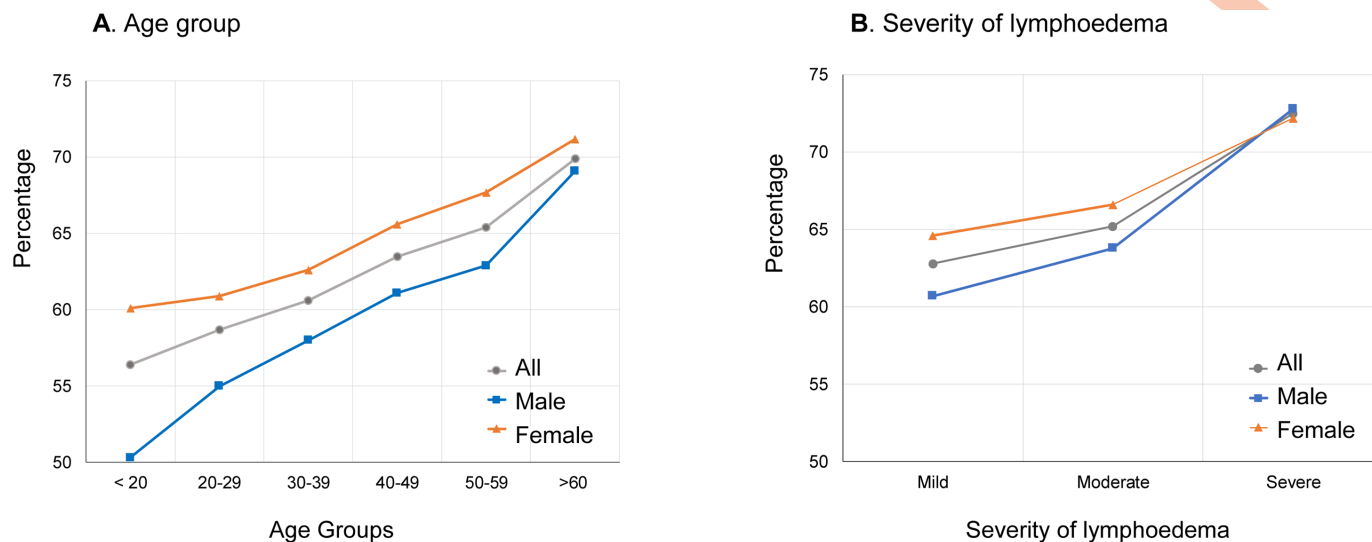 A. Age group
75
70
65
60
55
50
Percentage
All
Male
Female
< 20 20-29 30-39 40-49 50-59 >60
Age Groups
B. Severity of lymphoedema
75
70
65
60
55
50
Percentage
All
Male
Female
Mild Moderate Severe
Severity of lymphoedema